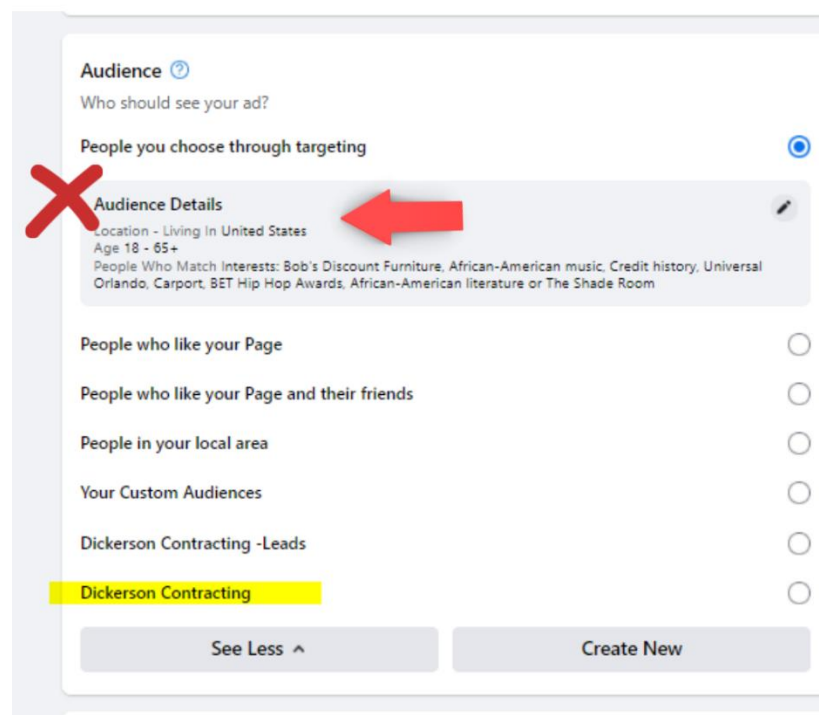 Audience
Who should see your ad?
People you choose through targeting
Audience Details
Location - Living In United States
Age 18 - 65+
People Who Match Interests: Bob's Discount Furniture, African-American music, Credit history, Universal
Orlando, Carport, BET Hip Hop Awards, African-American literature or The Shade Room
People who like your Page
People who like your Page and their friends
People in your local area
Your Custom Audiences
Dickerson Contracting -Leads
Dickerson Contracting
See Less
Create New